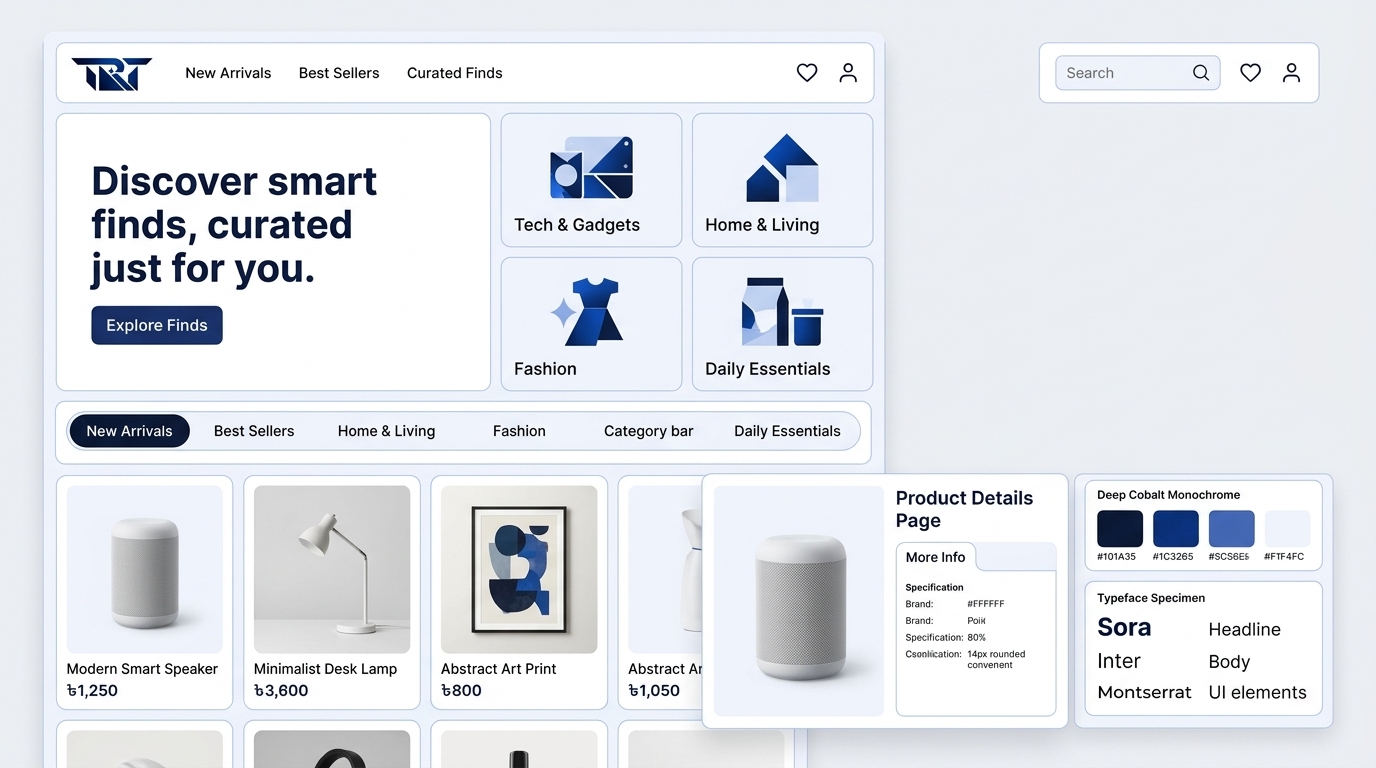 TRT
New Arrivals
Best Sellers
Curated Finds
Search
Discover smart
finds, curated
just for you.
Explore Finds
Tech & Gadgets
Home & Living
Fashion
Daily Essentials
New Arrivals
Best Sellers
Home & Living
Fashion
Category bar
Daily Essentials
Modern Smart Speaker
৳1,250
Minimalist Desk Lamp
৳3,600
Abstract Art Print
৳800
Abstract Ar
৳1,050
Product Details
Page
More Info
Specification
Brand: #FFFFFF
Brand:
Specification: 80%
14px rounded
convenent
Deep Cobalt Monochrome
#101A35
#1C3265
#F1F4FC
Typeface Specimen
Sora Headline
Inter Body
Montserrat UI elements